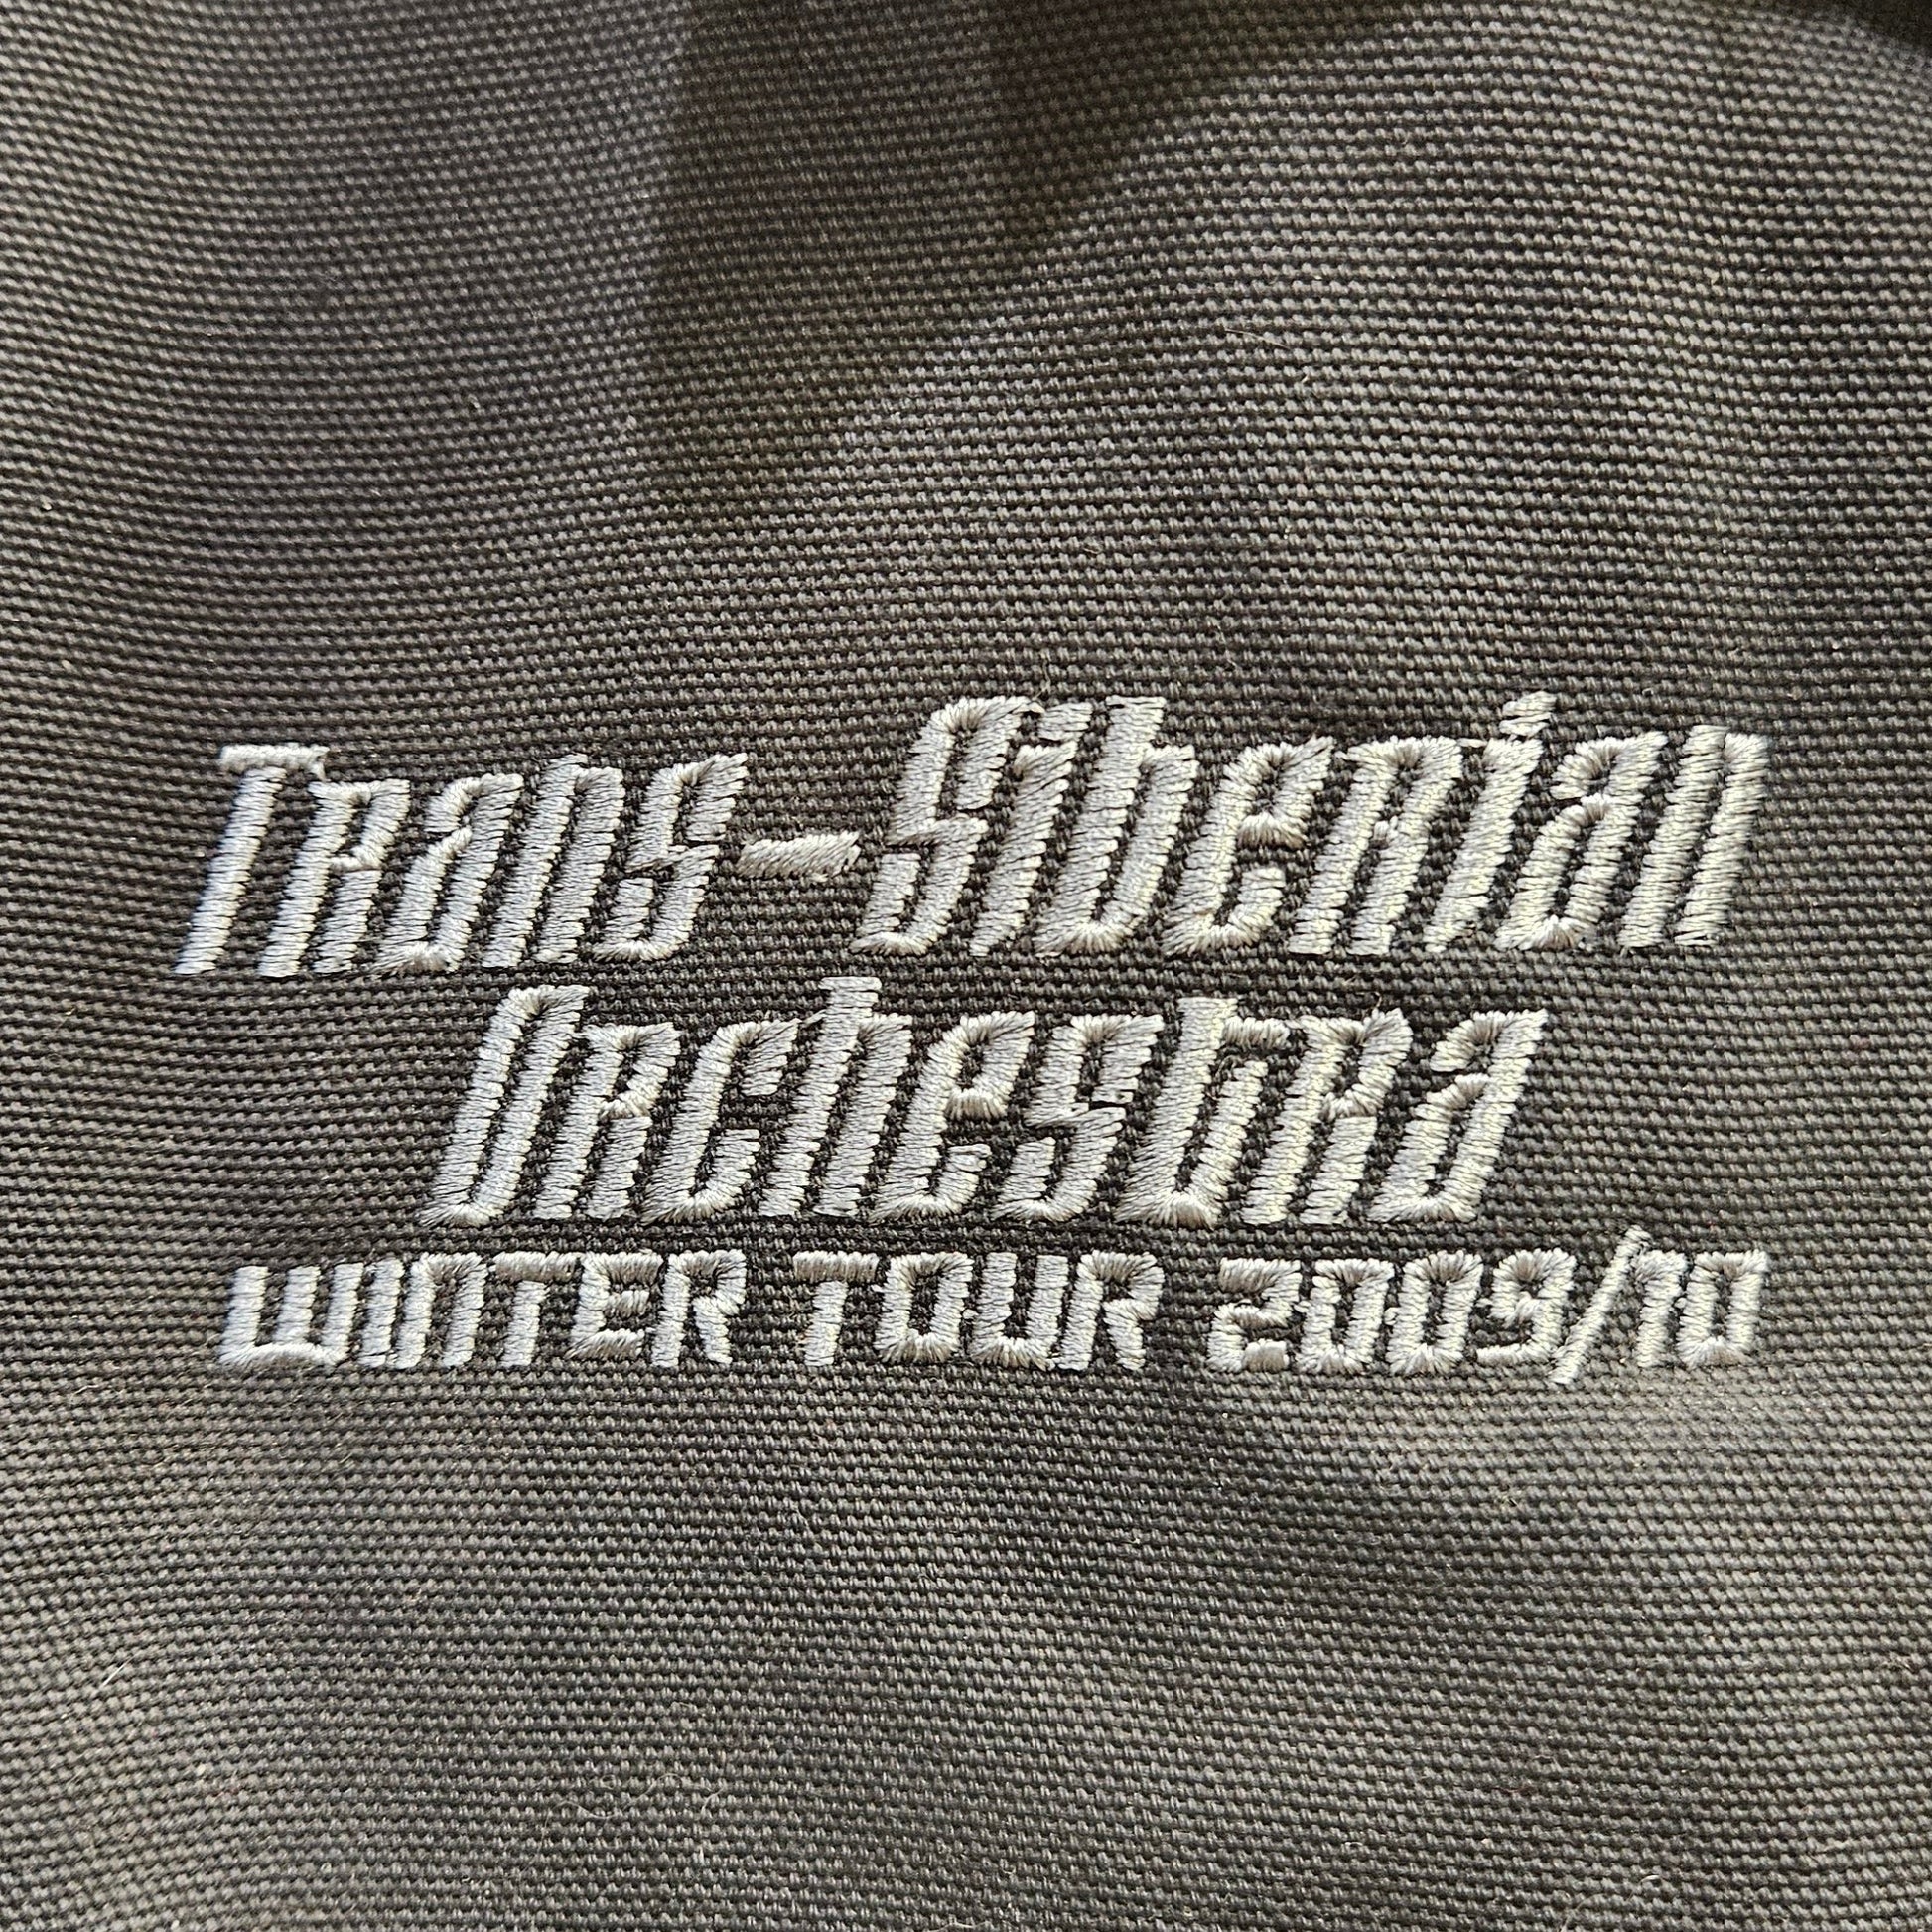 Trans-Siberian
Orchestra
WINTER TOUR 2009/10